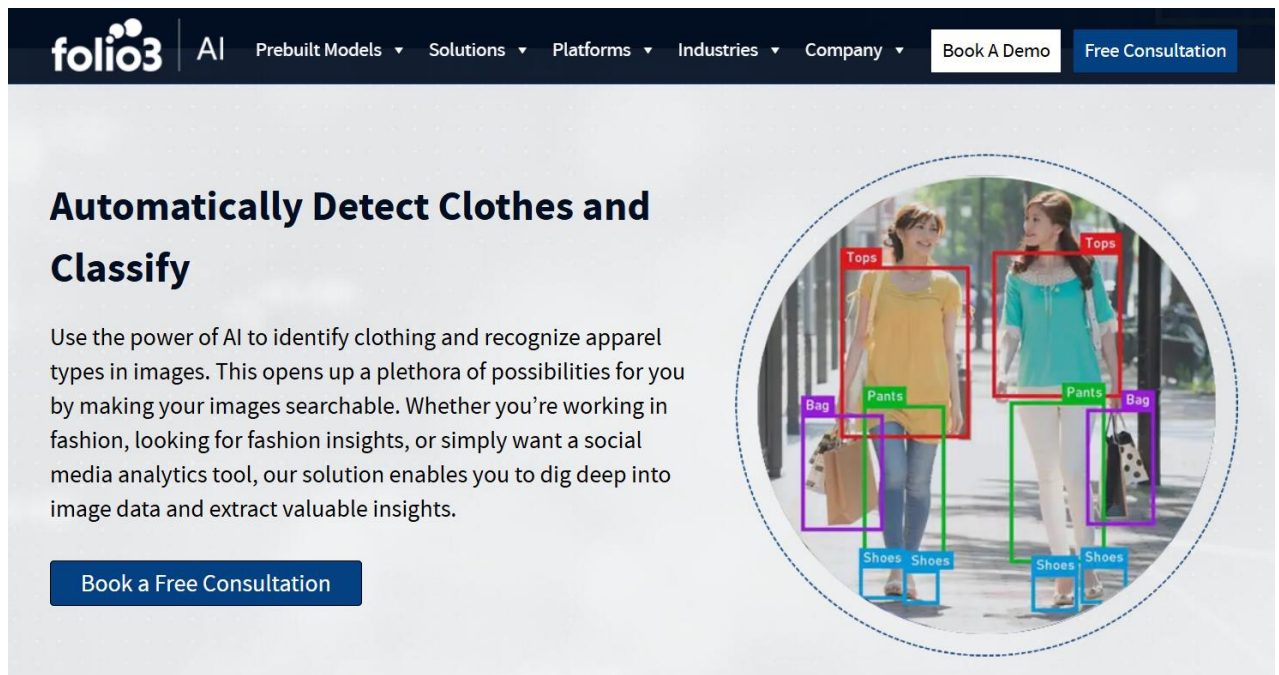 folio3 AI Prebuilt Models Solutions Platforms Industries Company Book A Demo Free Consultation
Automatically Detect Clothes and
Classify
Use the power of AI to identify clothing and recognize apparel
types in images. This opens up a plethora of possibilities for you
by making your images searchable. Whether you’re working in
fashion, looking for fashion insights, or simply want a social
media analytics tool, our solution enables you to dig deep into
image data and extract valuable insights.
Book a Free Consultation
Tops
Tops
Pants
Pants
Bag
Bag
Shoes
Shoes
Shoes
Shoes